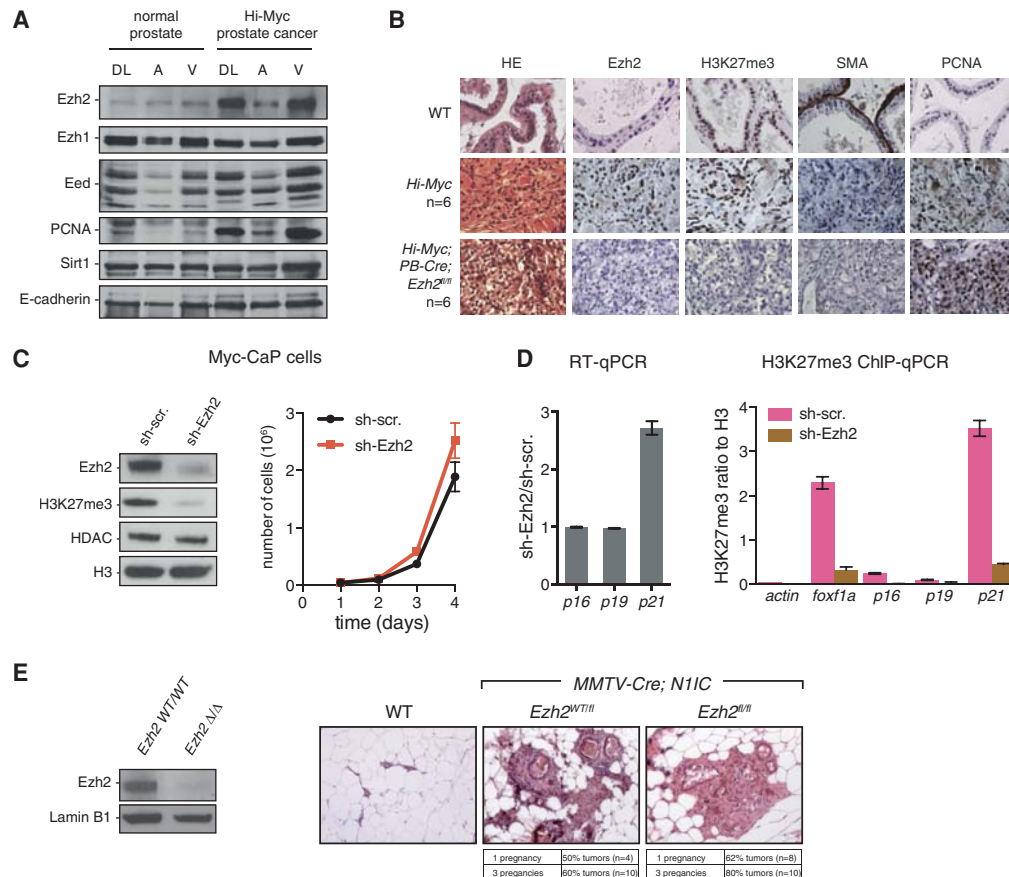 A
normal prostate
Hi-Myc prostate cancer
DL A V DL A V
Ezh2
Ezh1
Eed
PCNA
Sirt1
E-cadherin
B
HE Ezh2 H3K27me3 SMA PCNA
WT
Hi-Myc
n=6
Hi-Myc;
PB-Cre;
Ezh2fl/fl
n=6
C
Myc-CaP cells
sh-scr. sh-Ezh2
Ezh2
H3K27me3
HDAC
H3
sh-scr.
sh-Ezh2
number of cells (10⁶)
3
2
1
0
0 1 2 3 4
time (days)
D
RT-qPCR
sh-Ezh2/sh-scr.
3
2
1
0
p16 p19 p21
H3K27me3 ChIP-qPCR
sh-scr.
sh-Ezh2
H3K27me3 ratio to H3
4
3
2
1
0
actin foxf1a p16 p19 p21
E
Ezh2 WT/WT Ezh2 Δ/Δ
Ezh2
Lamin B1
MMTV-Cre; N1IC
WT Ezh2WT/fl Ezh2fl/fl
1 pregnancy 50% tumors (n=4)
3 pregancies 60% tumors (n=10)
1 pregnancy 62% tumors (n=8)
3 pregancies 80% tumors (n=10)